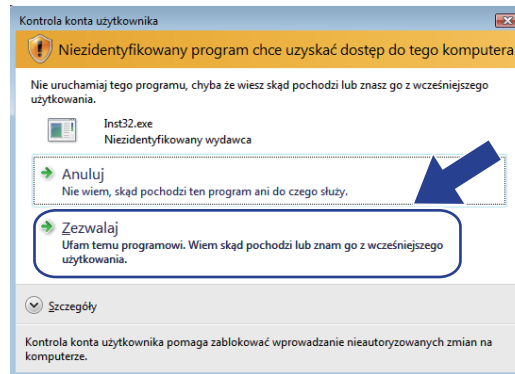 Kontrola konta użytkownika
Niezidentyfikowany program chce uzyskać dostęp do tego komputera
Nie uruchamiaj tego programu, chyba że wiesz skąd pochodzi lub znasz go z wcześniejszego
użytkowania.
Inst32.exe
Niezidentyfikowany wydawca
Anuluj
Nie wiem, skąd pochodzi ten program ani do czego służy.
Zezwalaj
Ufam temu programowi. Wiem skąd pochodzi lub znam go z wcześniejszego
użytkowania.
Szczegóły
Kontrola konta użytkownika pomaga zablokować wprowadzanie nieautoryzowanych zmian na
komputerze.